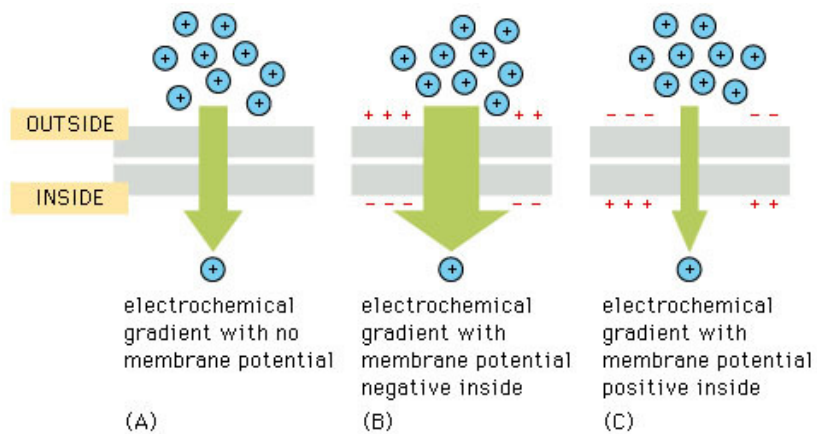 OUTSIDE
INSIDE
electrochemical
gradient with no
membrane potential
(A)
electrochemical
gradient with
membrane potential
negative inside
(B)
electrochemical
gradient with
membrane potential
positive inside
(C)
+ + + + + + + + +
+ + + + + + + + +
+ + + + + + + + +
+ + + + +
- - - - -
- - - - -
+ + + + +
+
+
+